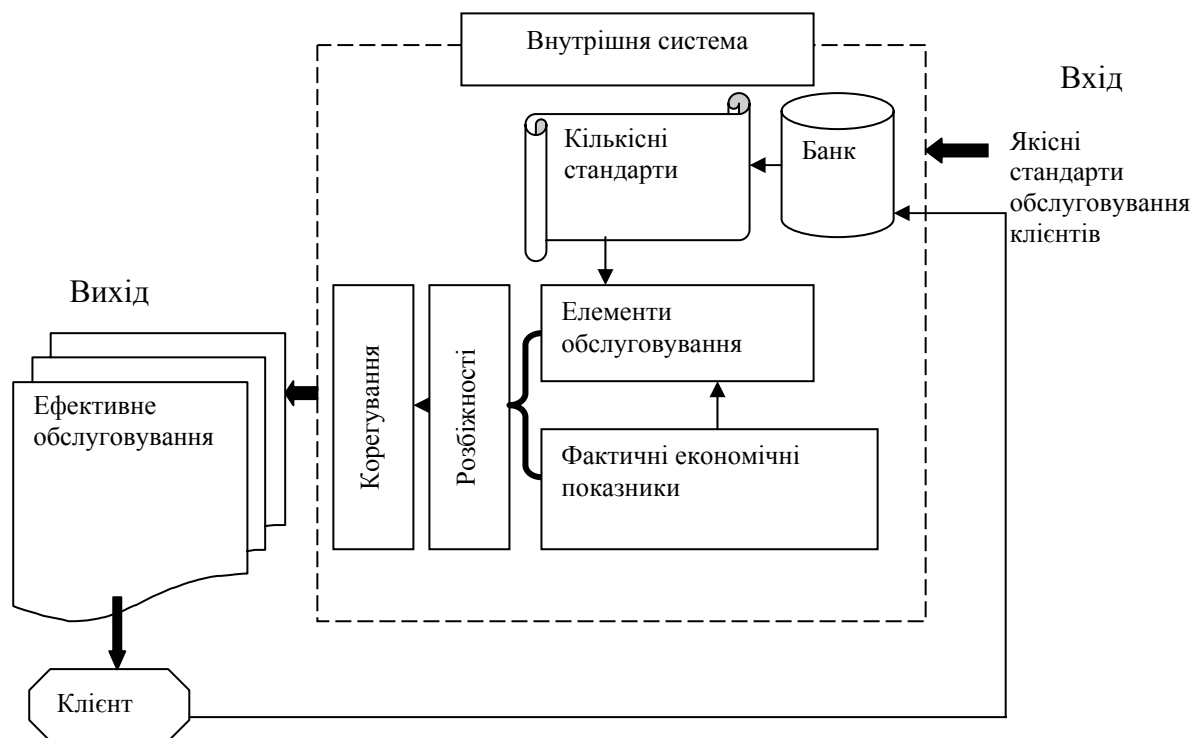 Внутрішня система
Вхід
Кількісні
стандарти
Банк
Якісні
стандарти
обслуговування
клієнтів
Вихід
Елементи
обслуговування
Корегування
Розбіжності
Ефективне
обслуговування
Фактичні економічні
показники
Клієнт